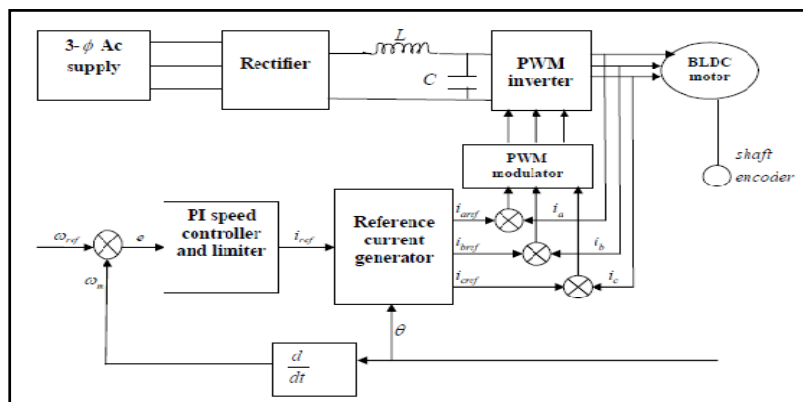 3- ϕ Ac
supply
Rectifier
L
C
PWM
inverter
BLDC
motor
shaft
encoder
PWM
modulator
PI speed
controller
and limiter
Reference
current
generator
ω_ref
e
i_ref
i_aref
i_a
i_bref
i_b
i_cref
i_c
ω_m
θ
d
dt